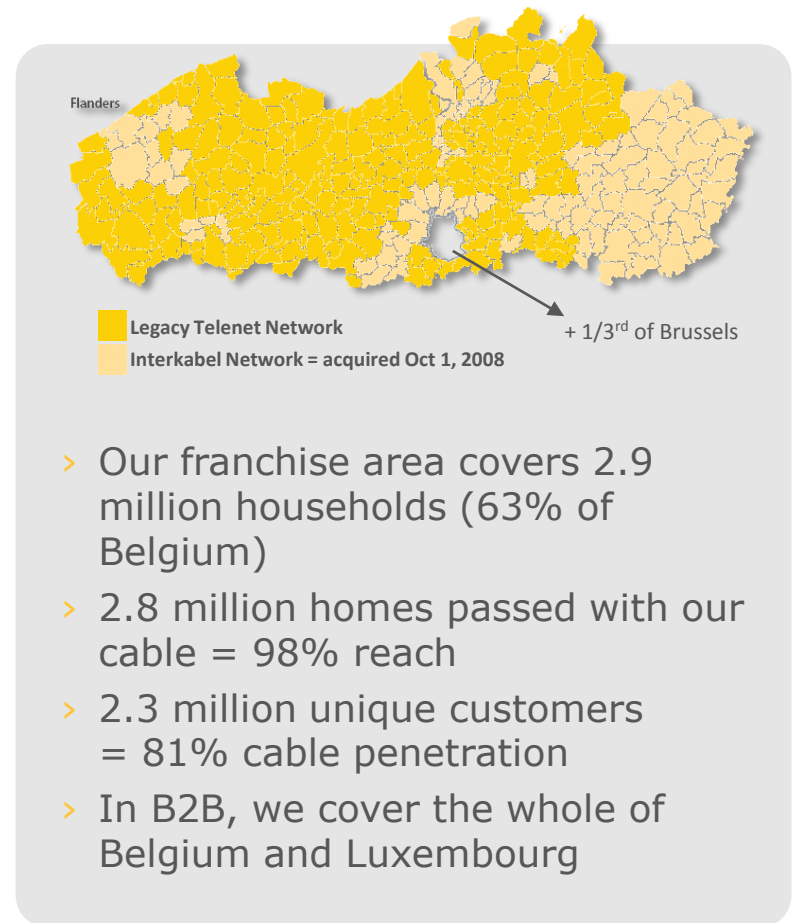 Flanders
Legacy Telenet Network
+ 1/3rd of Brussels
Interkabel Network = acquired Oct 1, 2008
› Our franchise area covers 2.9
million households (63% of
Belgium)
› 2.8 million homes passed with our
cable = 98% reach
› 2.3 million unique customers
= 81% cable penetration
› In B2B, we cover the whole of
Belgium and Luxembourg